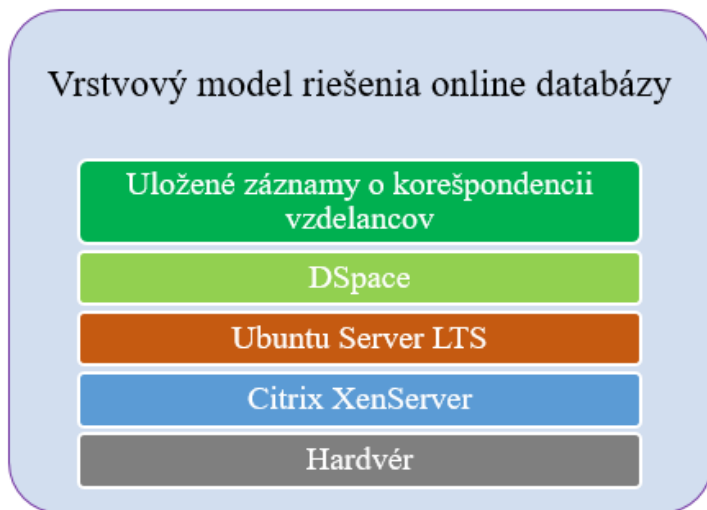 Vrstvový model riešenia online databázy
Uložené záznamy o korešpondencii
vzdelancov
DSpace
Ubuntu Server LTS
Citrix XenServer
Hardvér